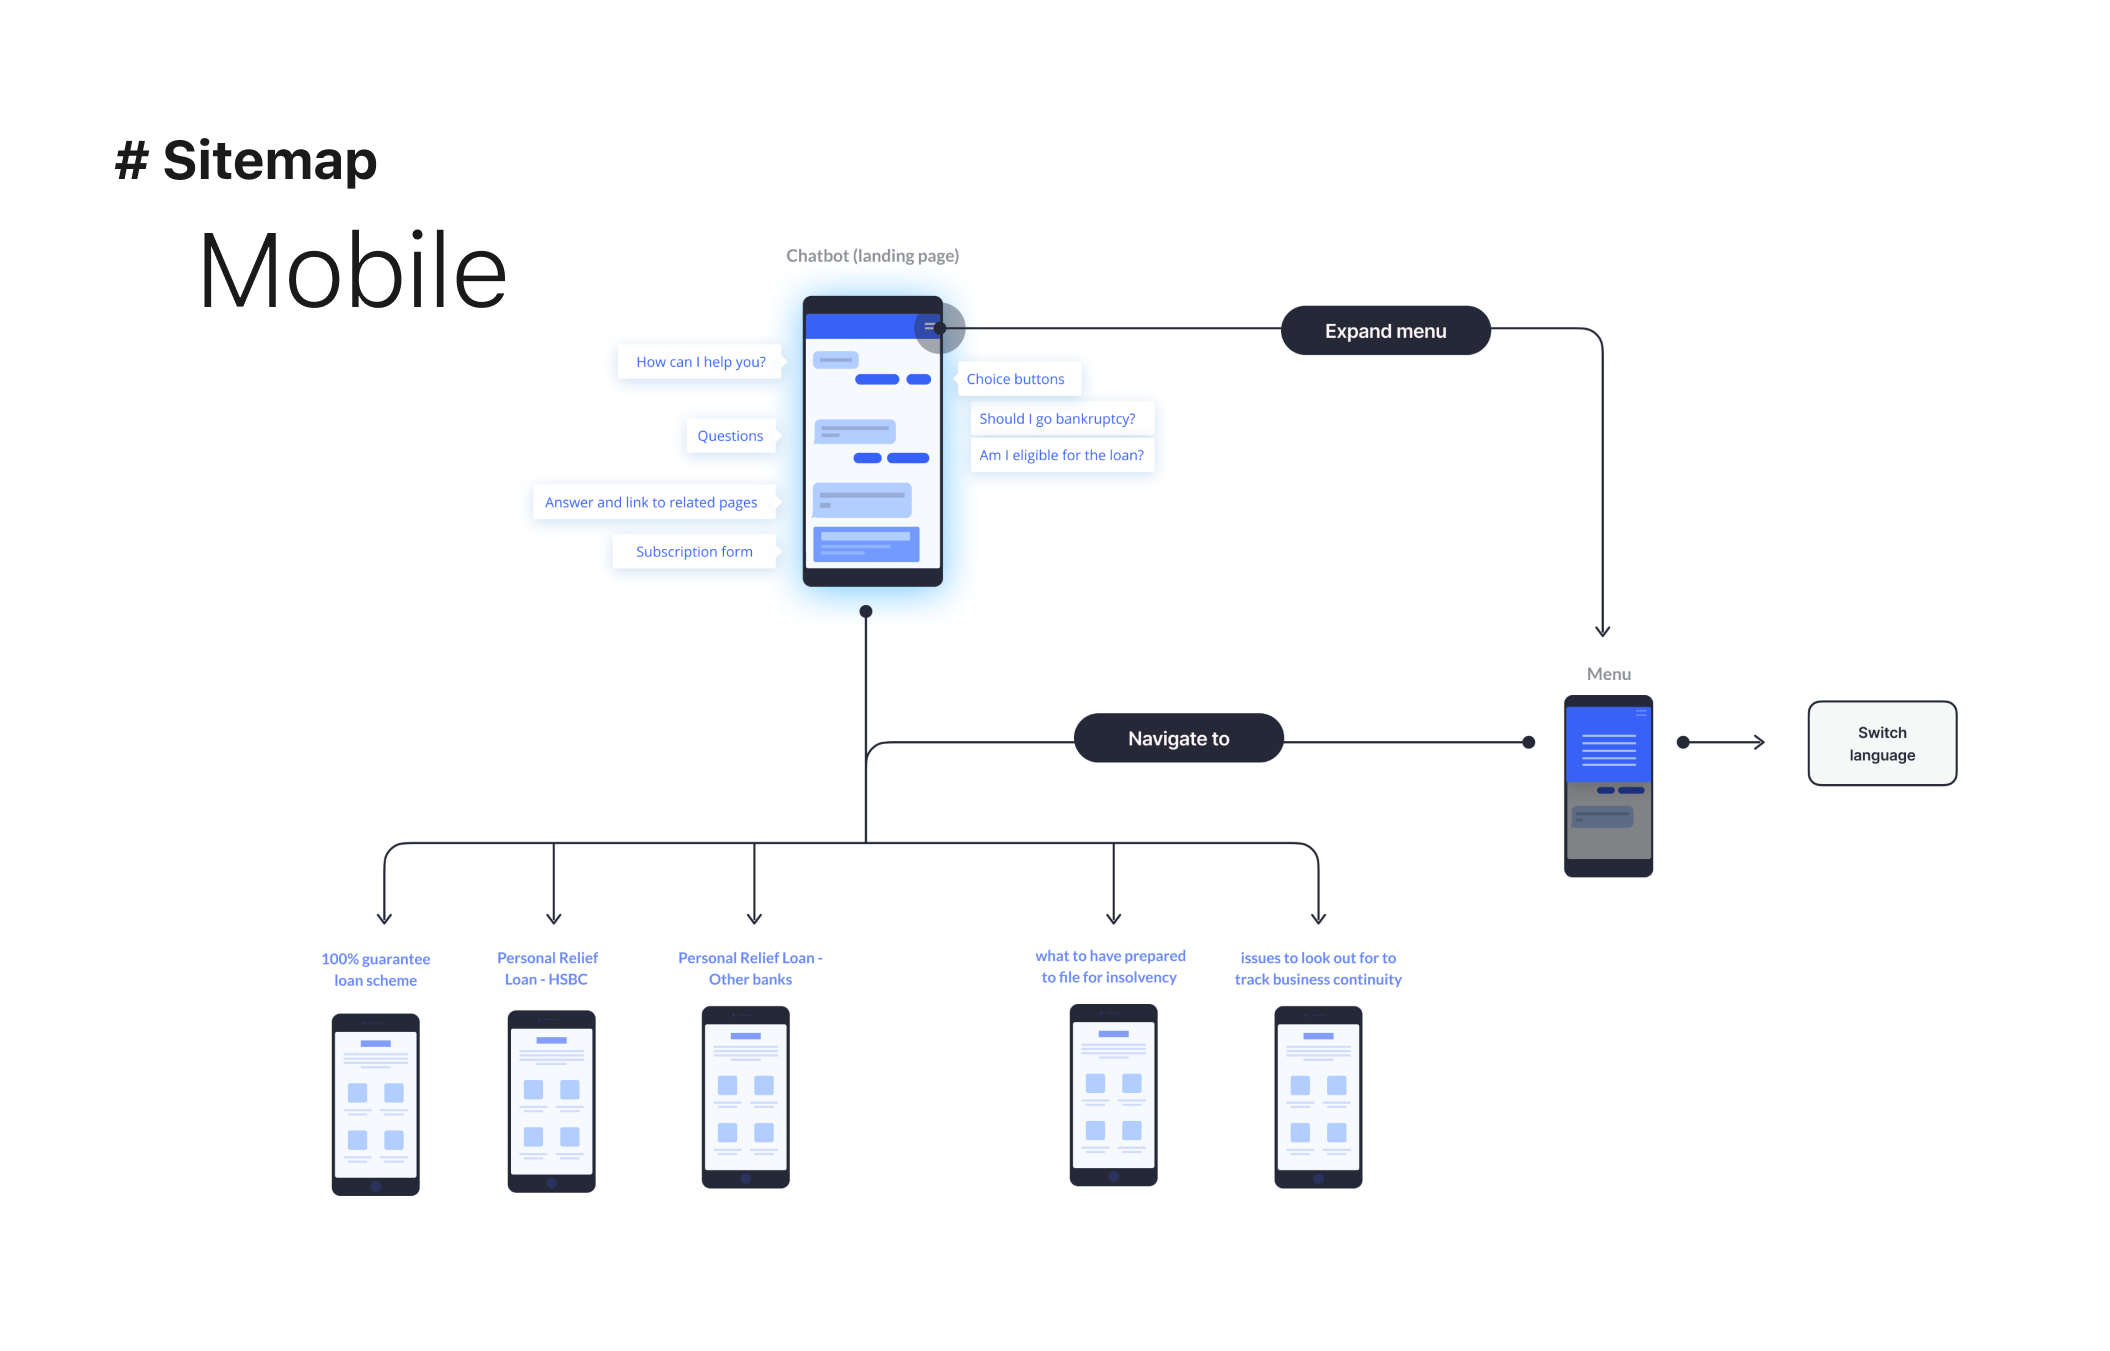 # Sitemap
Mobile
Chatbot (landing page)
Expand menu
How can I help you?
Choice buttons
Should I go bankruptcy?
Questions
Am I eligible for the loan?
Answer and link to related pages
Subscription form
Menu
Navigate to
Switch
language
100% guarantee
loan scheme
Personal Relief
Loan - HSBC
Personal Relief Loan -
Other banks
what to have prepared
to file for insolvency
issues to look out for to
track business continuity